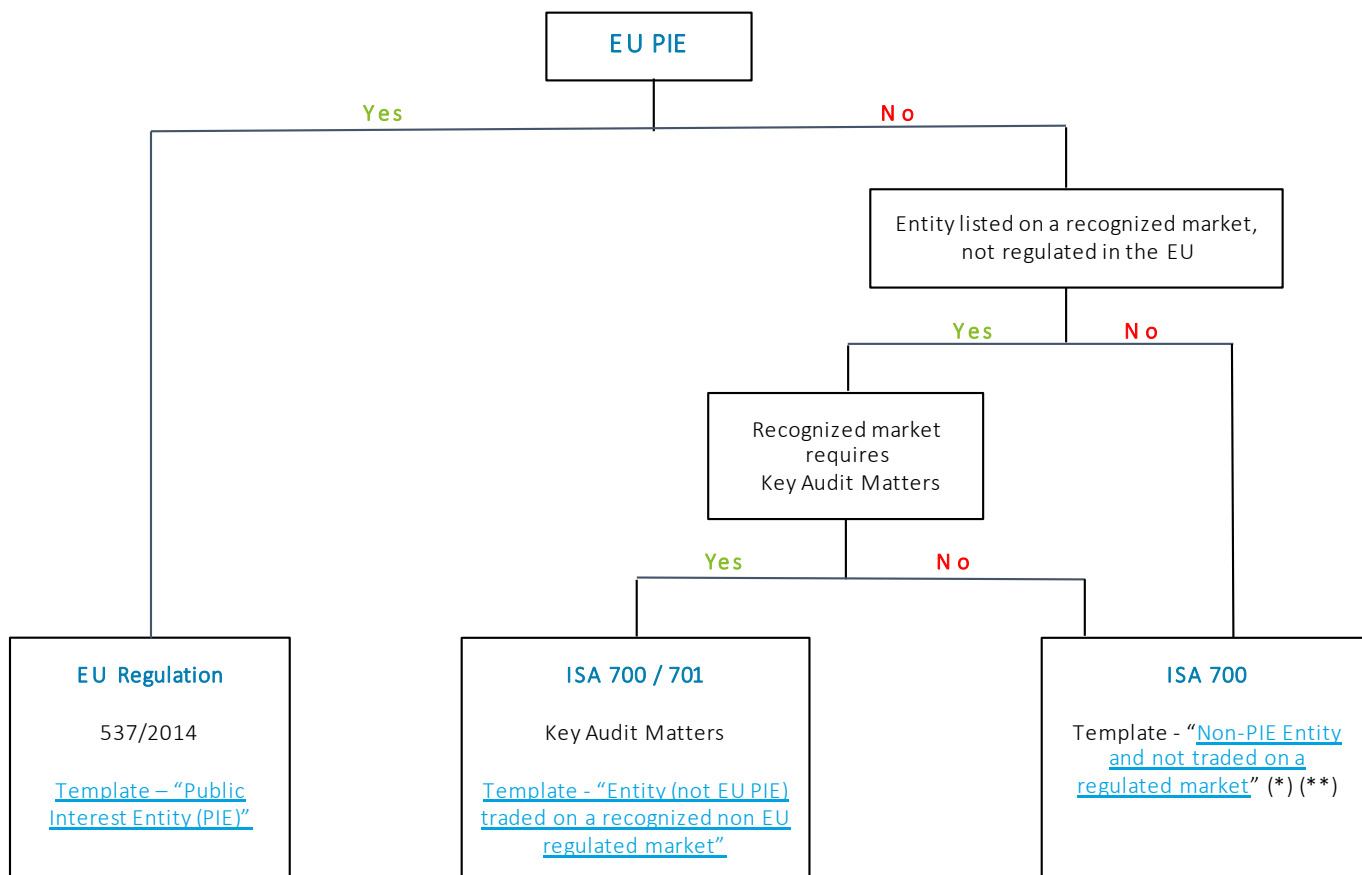 EU PIE
Yes
No
Entity listed on a recognized market,
not regulated in the EU
Yes
No
Recognized market
requires
Key Audit Matters
Yes
No
EU Regulation
537/2014
Template – “Public
Interest Entity (PIE)”
ISA 700 / 701
Key Audit Matters
Template - “Entity (not EU PIE)
traded on a recognized non EU
regulated market”
ISA 700
Template - “Non-PIE Entity
and not traded on a
regulated market” (*) (**)